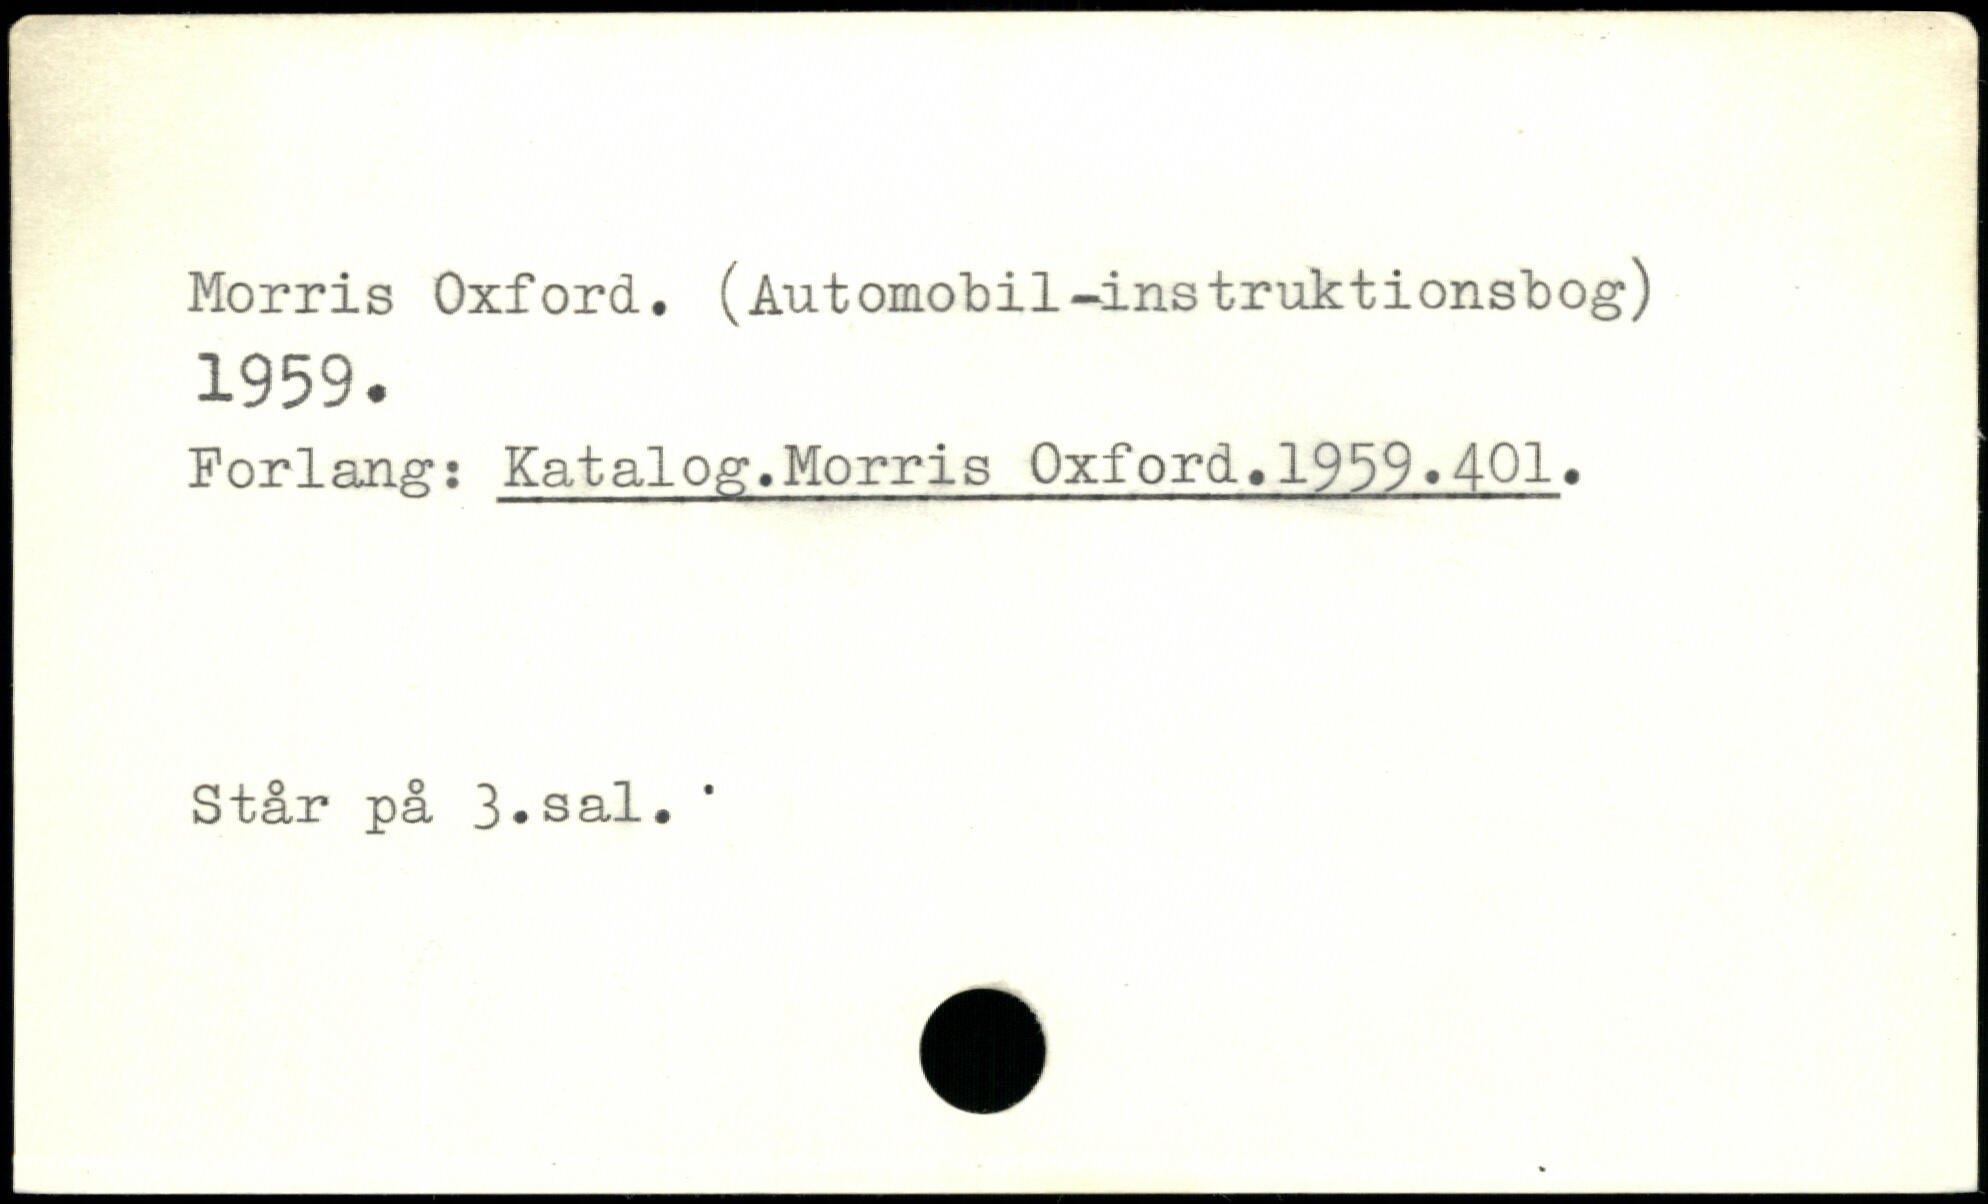 Morris Oxford. (Automobil-instruktionsbog)
1959.
Forlang: Katalog.Morris Oxford.1959.401.
Står på 3.sal.